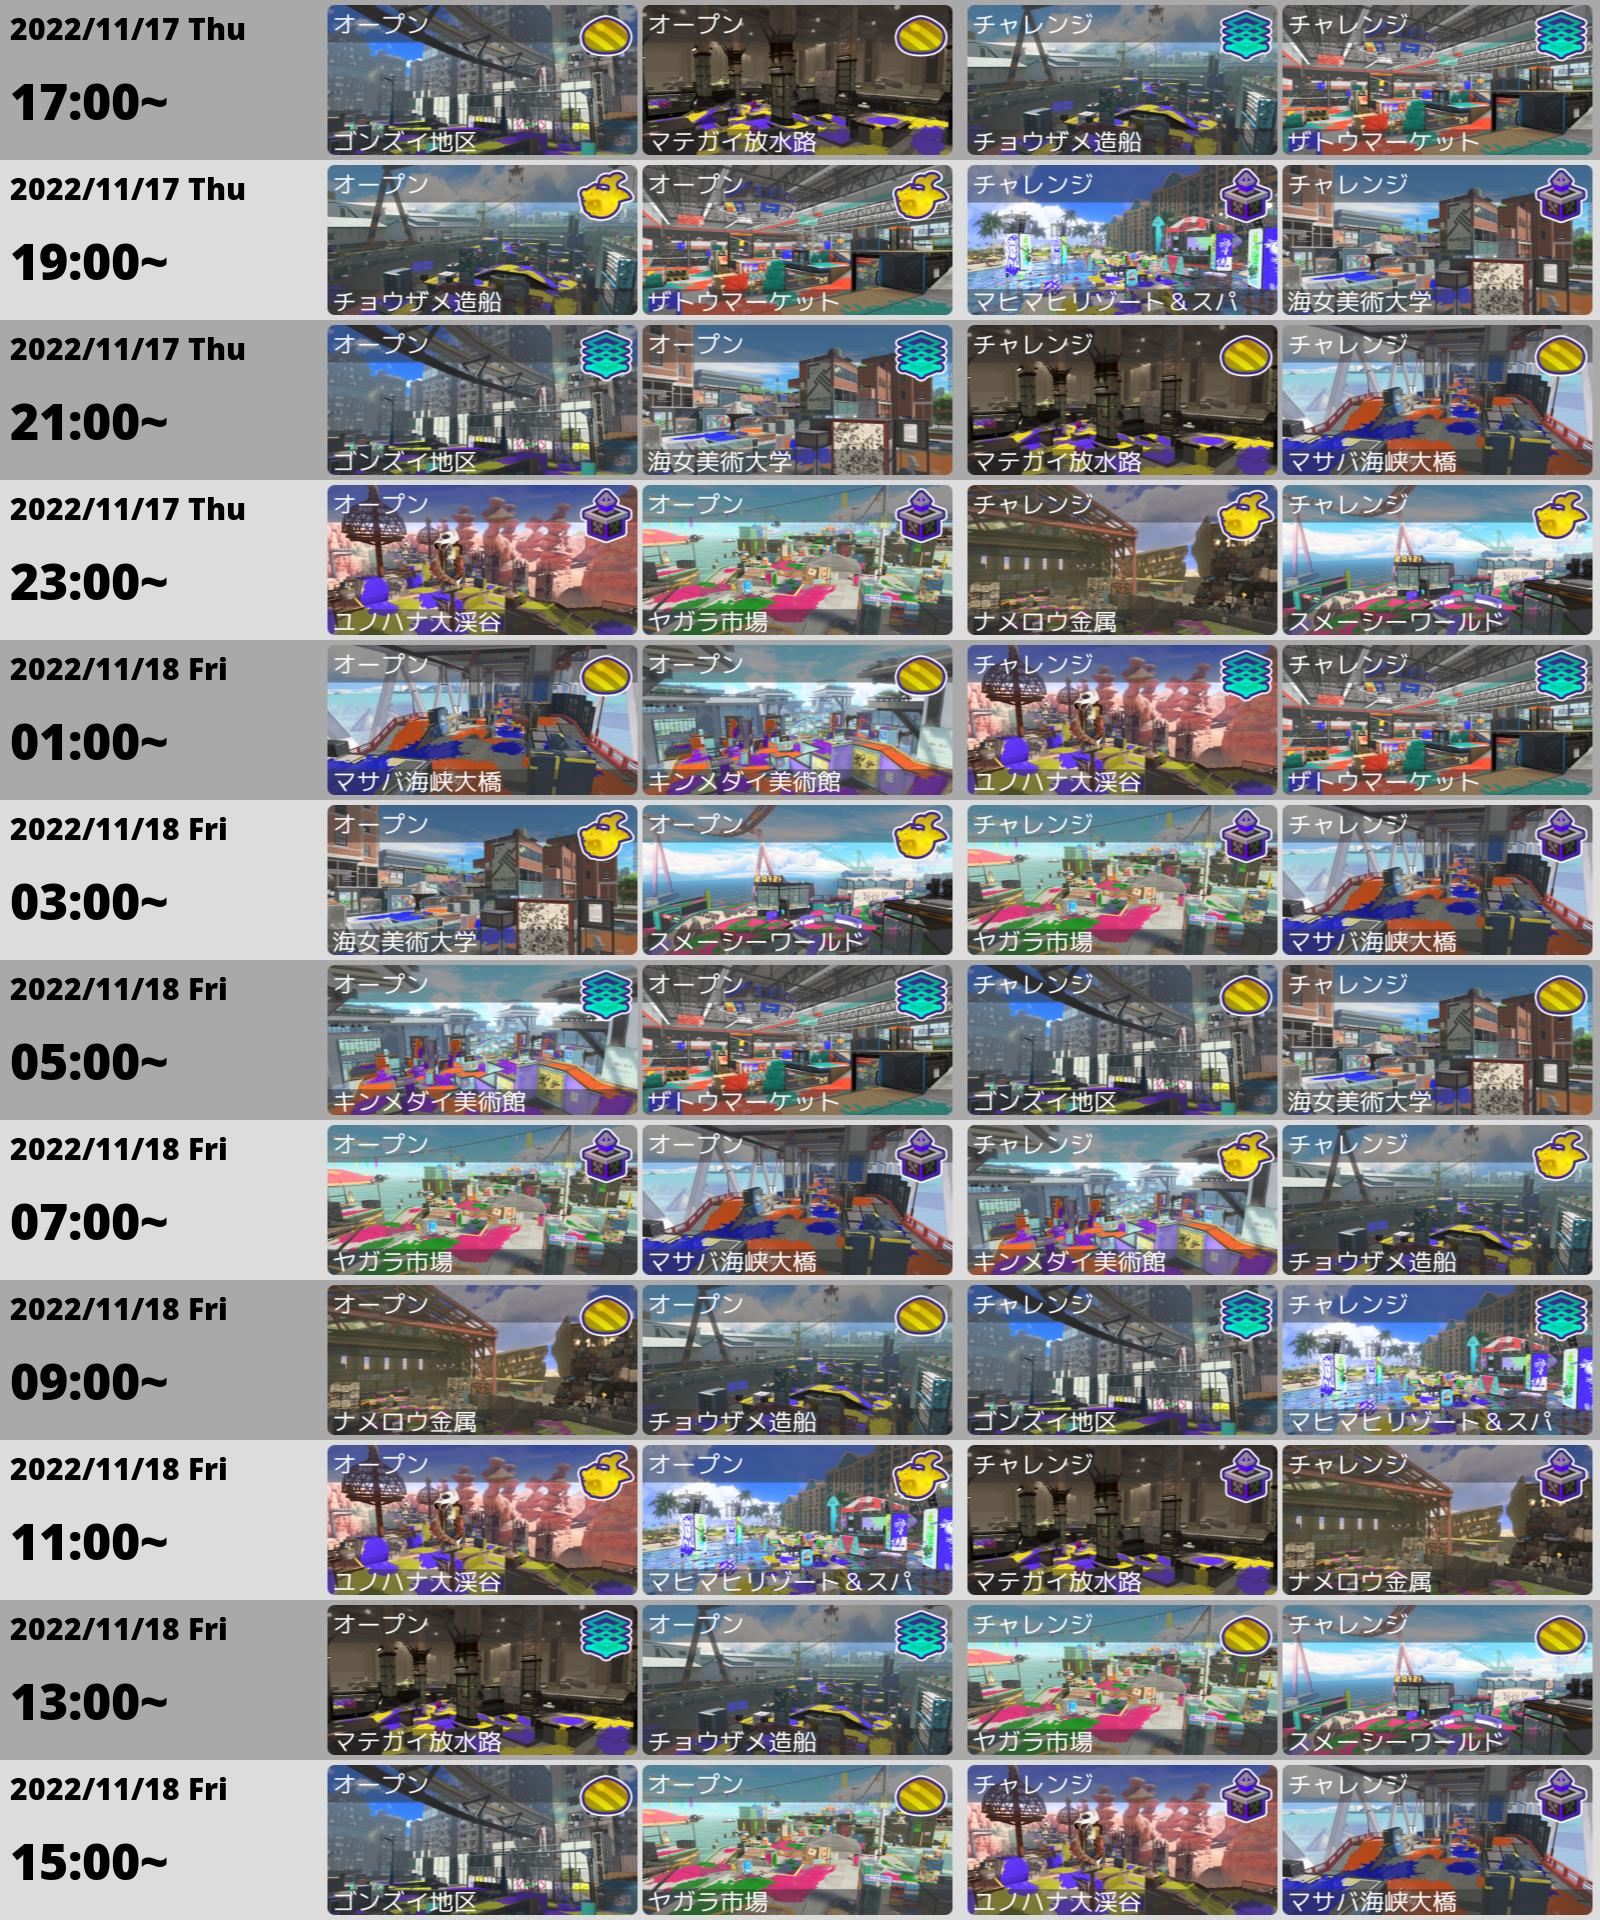 2022/11/17 Thu
17:00~
オープン
ゴンズイ地区
オープン
マテガイ放水路
チャレンジ
チョウザメ造船
チャレンジ
ザトウマーケット
2022/11/17 Thu
19:00~
オープン
チョウザメ造船
オープン
ザトウマーケット
チャレンジ
マヒマヒリゾート＆スパ
チャレンジ
海女美術大学
2022/11/17 Thu
21:00~
オープン
ゴンズイ地区
オープン
海女美術大学
チャレンジ
マテガイ放水路
チャレンジ
マサバ海峡大橋
2022/11/17 Thu
23:00~
オープン
ユノハナ大渓谷
オープン
ヤガラ市場
チャレンジ
ナメロウ金属
チャレンジ
スメーシーワールド
2022/11/18 Fri
01:00~
オープン
マサバ海峡大橋
オープン
キンメダイ美術館
チャレンジ
ユノハナ大渓谷
チャレンジ
ザトウマーケット
2022/11/18 Fri
03:00~
オープン
海女美術大学
オープン
スメーシーワールド
チャレンジ
ヤガラ市場
チャレンジ
マサバ海峡大橋
2022/11/18 Fri
05:00~
オープン
キンメダイ美術館
オープン
ザトウマーケット
チャレンジ
ゴンズイ地区
チャレンジ
海女美術大学
2022/11/18 Fri
07:00~
オープン
ヤガラ市場
オープン
マサバ海峡大橋
チャレンジ
キンメダイ美術館
チャレンジ
チョウザメ造船
2022/11/18 Fri
09:00~
オープン
ナメロウ金属
オープン
チョウザメ造船
チャレンジ
ゴンズイ地区
チャレンジ
マヒマヒリゾート＆スパ
2022/11/18 Fri
11:00~
オープン
ユノハナ大渓谷
オープン
マヒマヒリゾート＆スパ
チャレンジ
マテガイ放水路
チャレンジ
ナメロウ金属
2022/11/18 Fri
13:00~
オープン
マテガイ放水路
オープン
チョウザメ造船
チャレンジ
ヤガラ市場
チャレンジ
スメーシーワールド
2022/11/18 Fri
15:00~
オープン
ゴンズイ地区
オープン
ヤガラ市場
チャレンジ
ユノハナ大渓谷
チャレンジ
マサバ海峡大橋